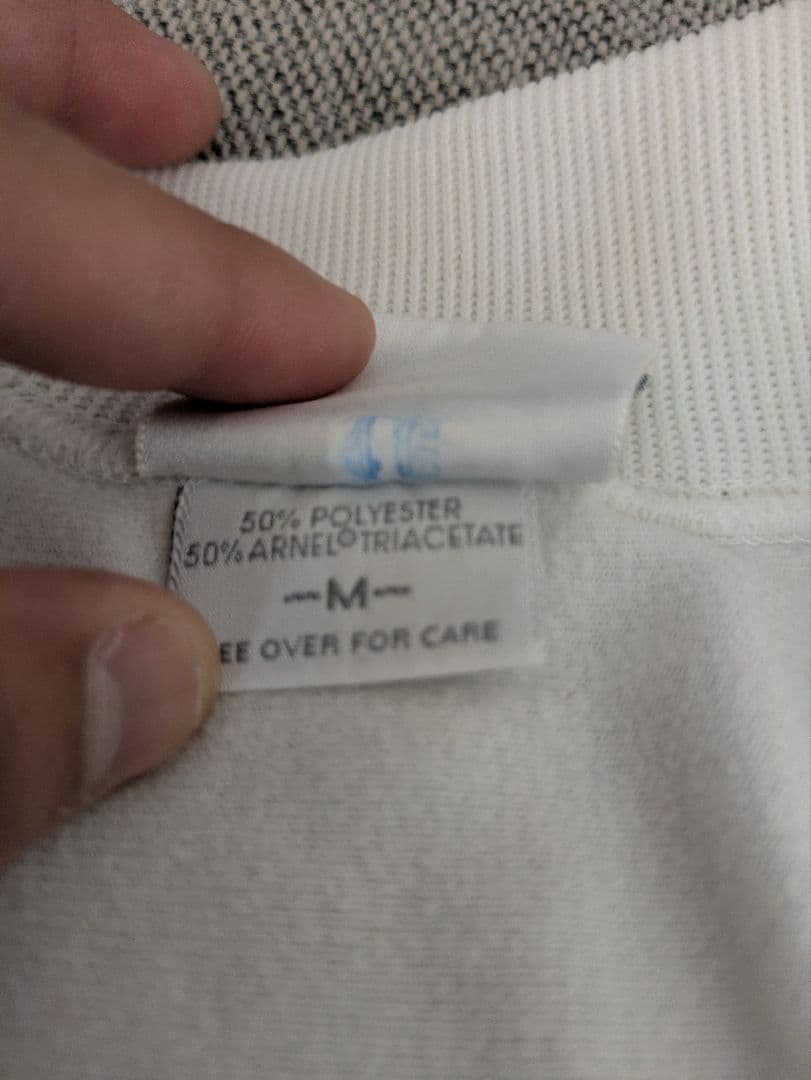 50% POLYESTER
50% ARNEL® TRIACETATE
~M~
EE OVER FOR CARE